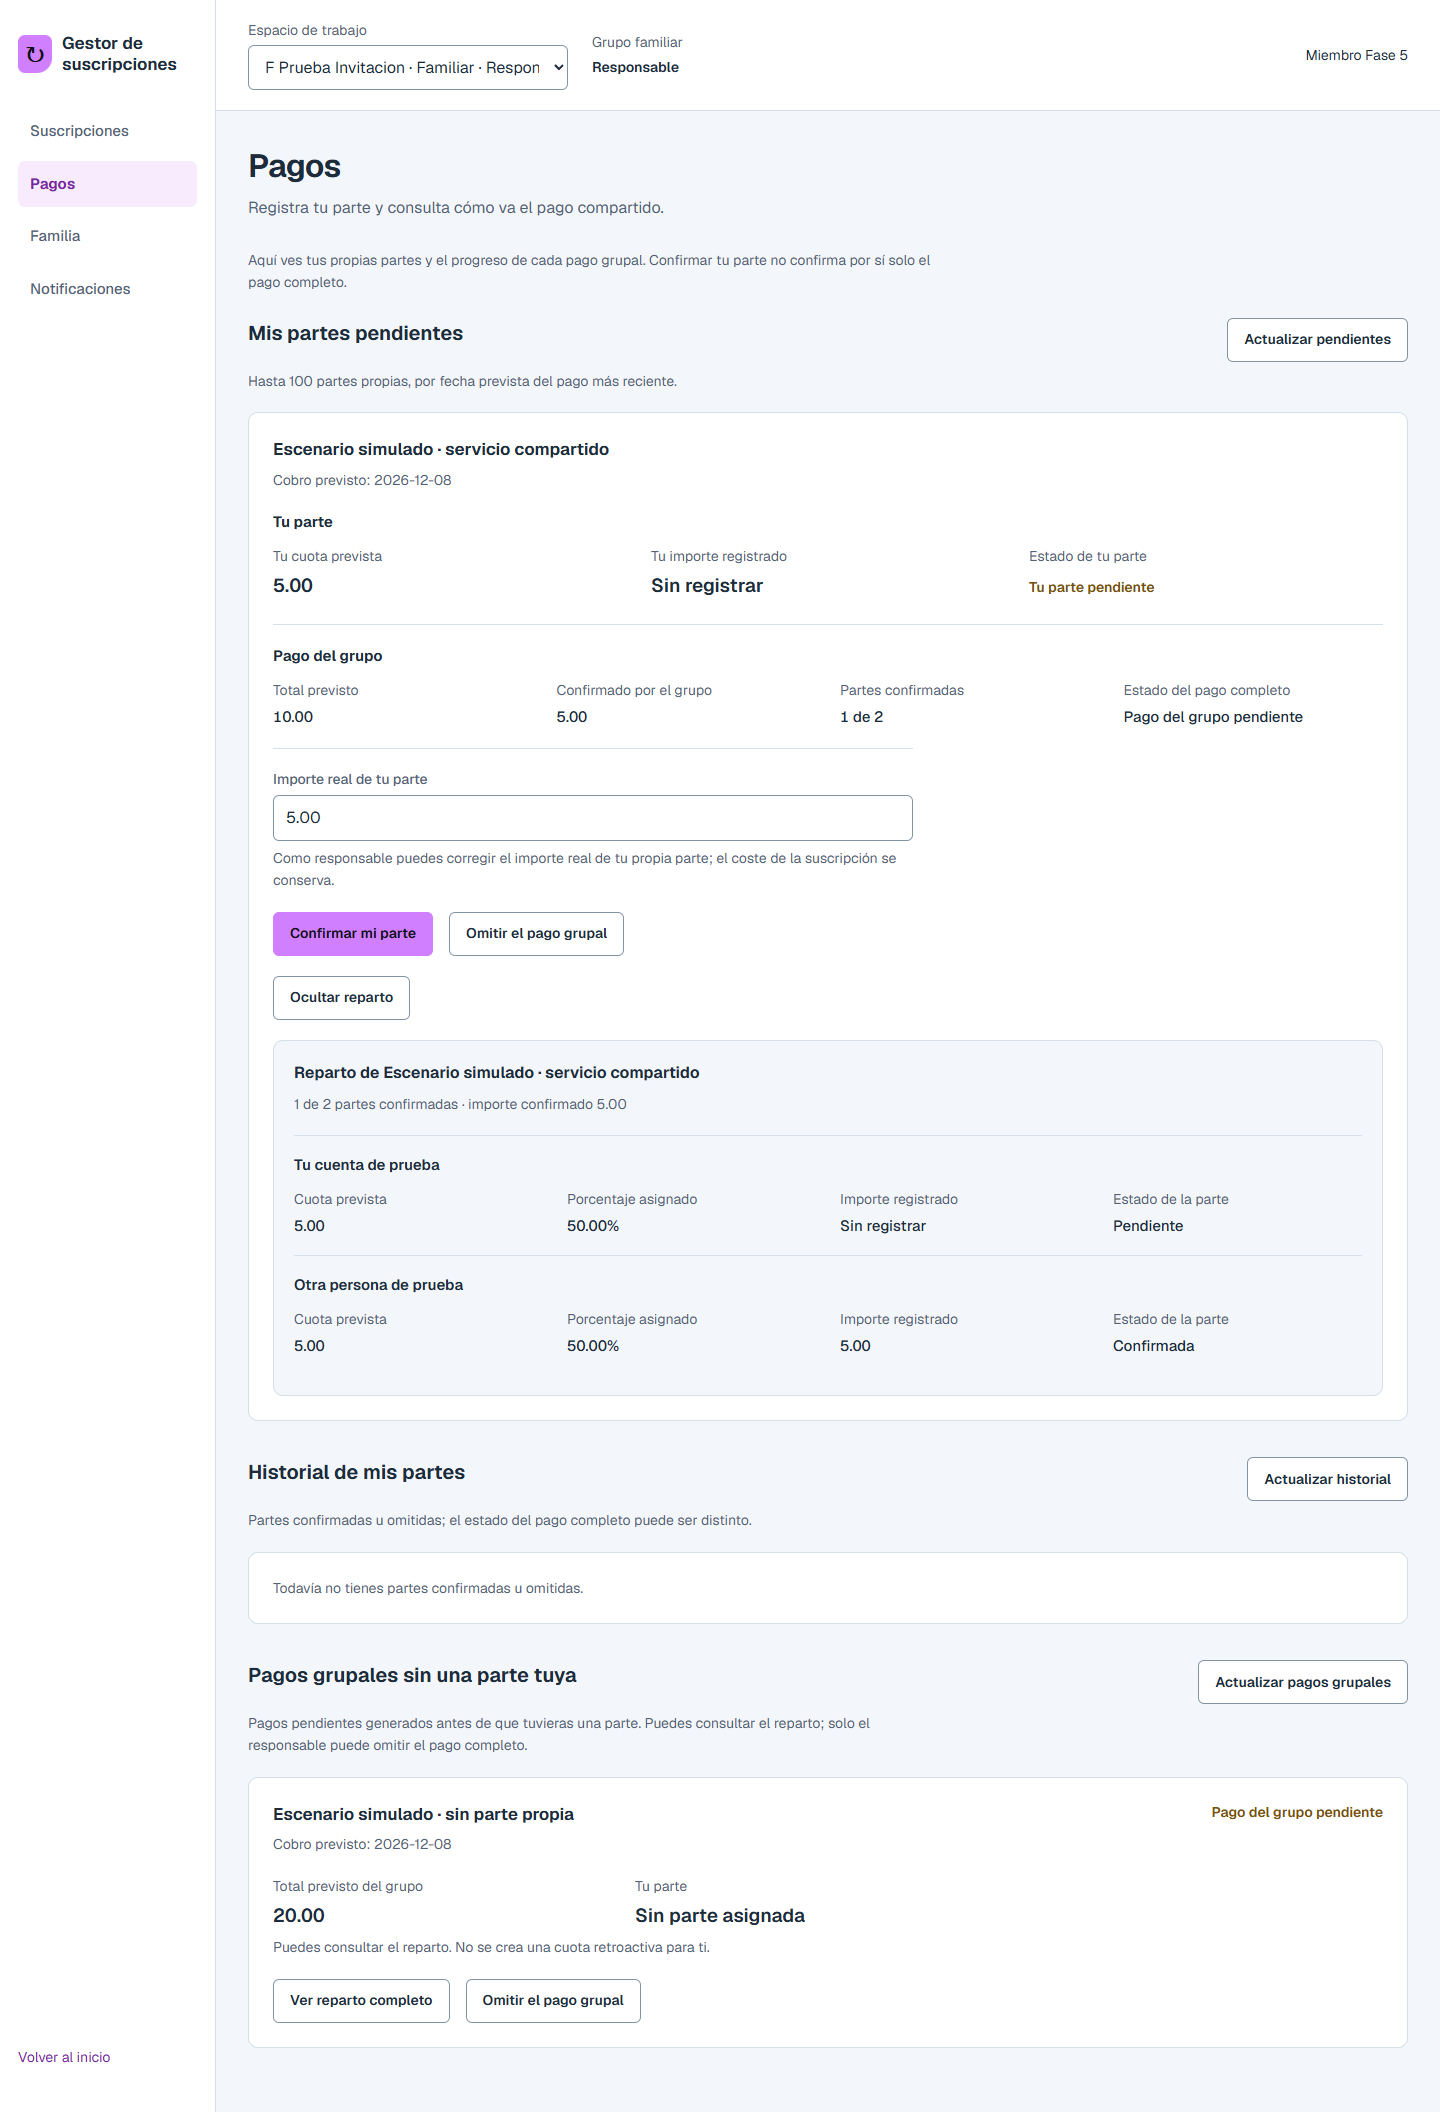 Gestor de
suscripciones
Suscripciones
Pagos
Familia
Notificaciones
Volver al inicio
Espacio de trabajo
F Prueba Invitacion · Familiar · Respon
Grupo familiar
Responsable
Miembro Fase 5
Pagos
Registra tu parte y consulta cómo va el pago compartido.
Aquí ves tus propias partes y el progreso de cada pago grupal. Confirmar tu parte no confirma por sí solo el
pago completo.
Mis partes pendientes
Actualizar pendientes
Hasta 100 partes propias, por fecha prevista del pago más reciente.
Escenario simulado · servicio compartido
Cobro previsto: 2026-12-08
Tu parte
Tu cuota prevista
5.00
Tu importe registrado
Sin registrar
Estado de tu parte
Tu parte pendiente
Pago del grupo
Total previsto
10.00
Confirmado por el grupo
5.00
Partes confirmadas
1 de 2
Estado del pago completo
Pago del grupo pendiente
Importe real de tu parte
5.00
Como responsable puedes corregir el importe real de tu propia parte; el coste de la suscripción se
conserva.
Confirmar mi parte
Omitir el pago grupal
Ocultar reparto
Reparto de Escenario simulado · servicio compartido
1 de 2 partes confirmadas · importe confirmado 5.00
Tu cuenta de prueba
Cuota prevista
5.00
Porcentaje asignado
50.00%
Importe registrado
Sin registrar
Estado de la parte
Pendiente
Otra persona de prueba
Cuota prevista
5.00
Porcentaje asignado
50.00%
Importe registrado
5.00
Estado de la parte
Confirmada
Historial de mis partes
Actualizar historial
Partes confirmadas u omitidas; el estado del pago completo puede ser distinto.
Todavía no tienes partes confirmadas u omitidas.
Pagos grupales sin una parte tuya
Actualizar pagos grupales
Pagos pendientes generados antes de que tuvieras una parte. Puedes consultar el reparto; solo el
responsable puede omitir el pago completo.
Escenario simulado · sin parte propia
Pago del grupo pendiente
Cobro previsto: 2026-12-08
Total previsto del grupo
20.00
Tu parte
Sin parte asignada
Puedes consultar el reparto. No se crea una cuota retroactiva para ti.
Ver reparto completo
Omitir el pago grupal